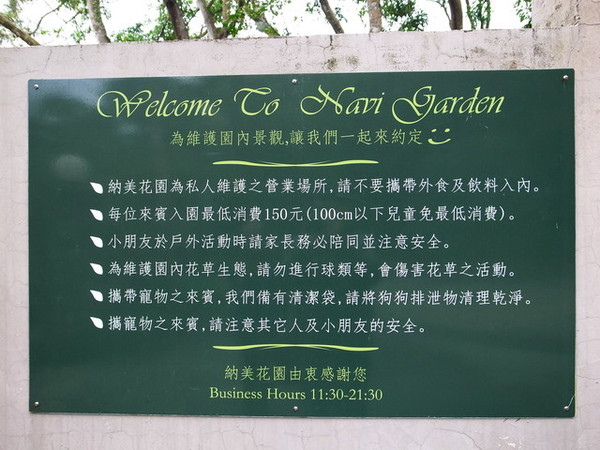 Welcome To Navi Garden
為維護園內景觀,讓我們一起來約定
納美花園為私人維護之營業場所,請不要攜帶外食及飲料入內。
每位來賓入園最低消費150元(100cm以下兒童免最低消費)。
小朋友於戶外活動時請家長務必陪同並注意安全。
為維護園內花草生態,請勿進行球類等,會傷害花草之活動。
攜帶寵物之來賓,我們備有清潔袋,請將狗狗排泄物清理乾淨。
攜寵物之來賓,請注意其它人及小朋友的安全。
納美花園由衷感謝您
Business Hours 11:30-21:30